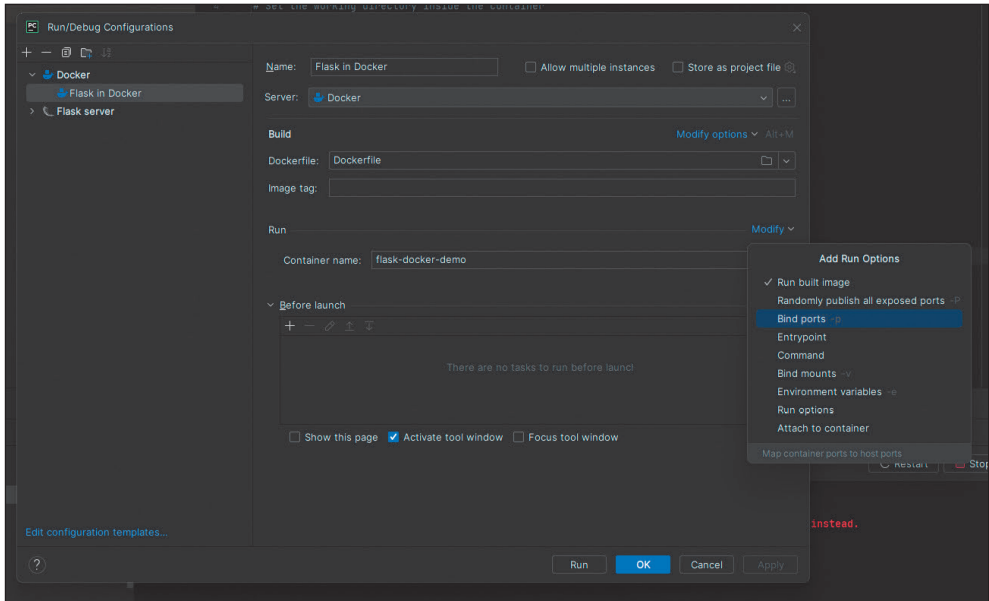 # Set the working directory inside the container
PC Run/Debug Configurations
Docker
Flask in Docker
Flask server
Edit configuration templates...
Name: Flask in Docker Allow multiple instances Store as project file
Server: Docker ...
Build Modify options Alt+M
Dockerfile: Dockerfile
Image tag:
Run Modify
Container name: flask-docker-demo
Before launch
There are no tasks to run before launcl
Show this page Activate tool window Focus tool window
Add Run Options
Run built image
Randomly publish all exposed ports -P
Bind ports -p
Entrypoint
Command
Bind mounts -v
Environment variables -e
Run options
Attach to container
Map container ports to host ports
Restart Stop
instead.
? Run OK Cancel Apply